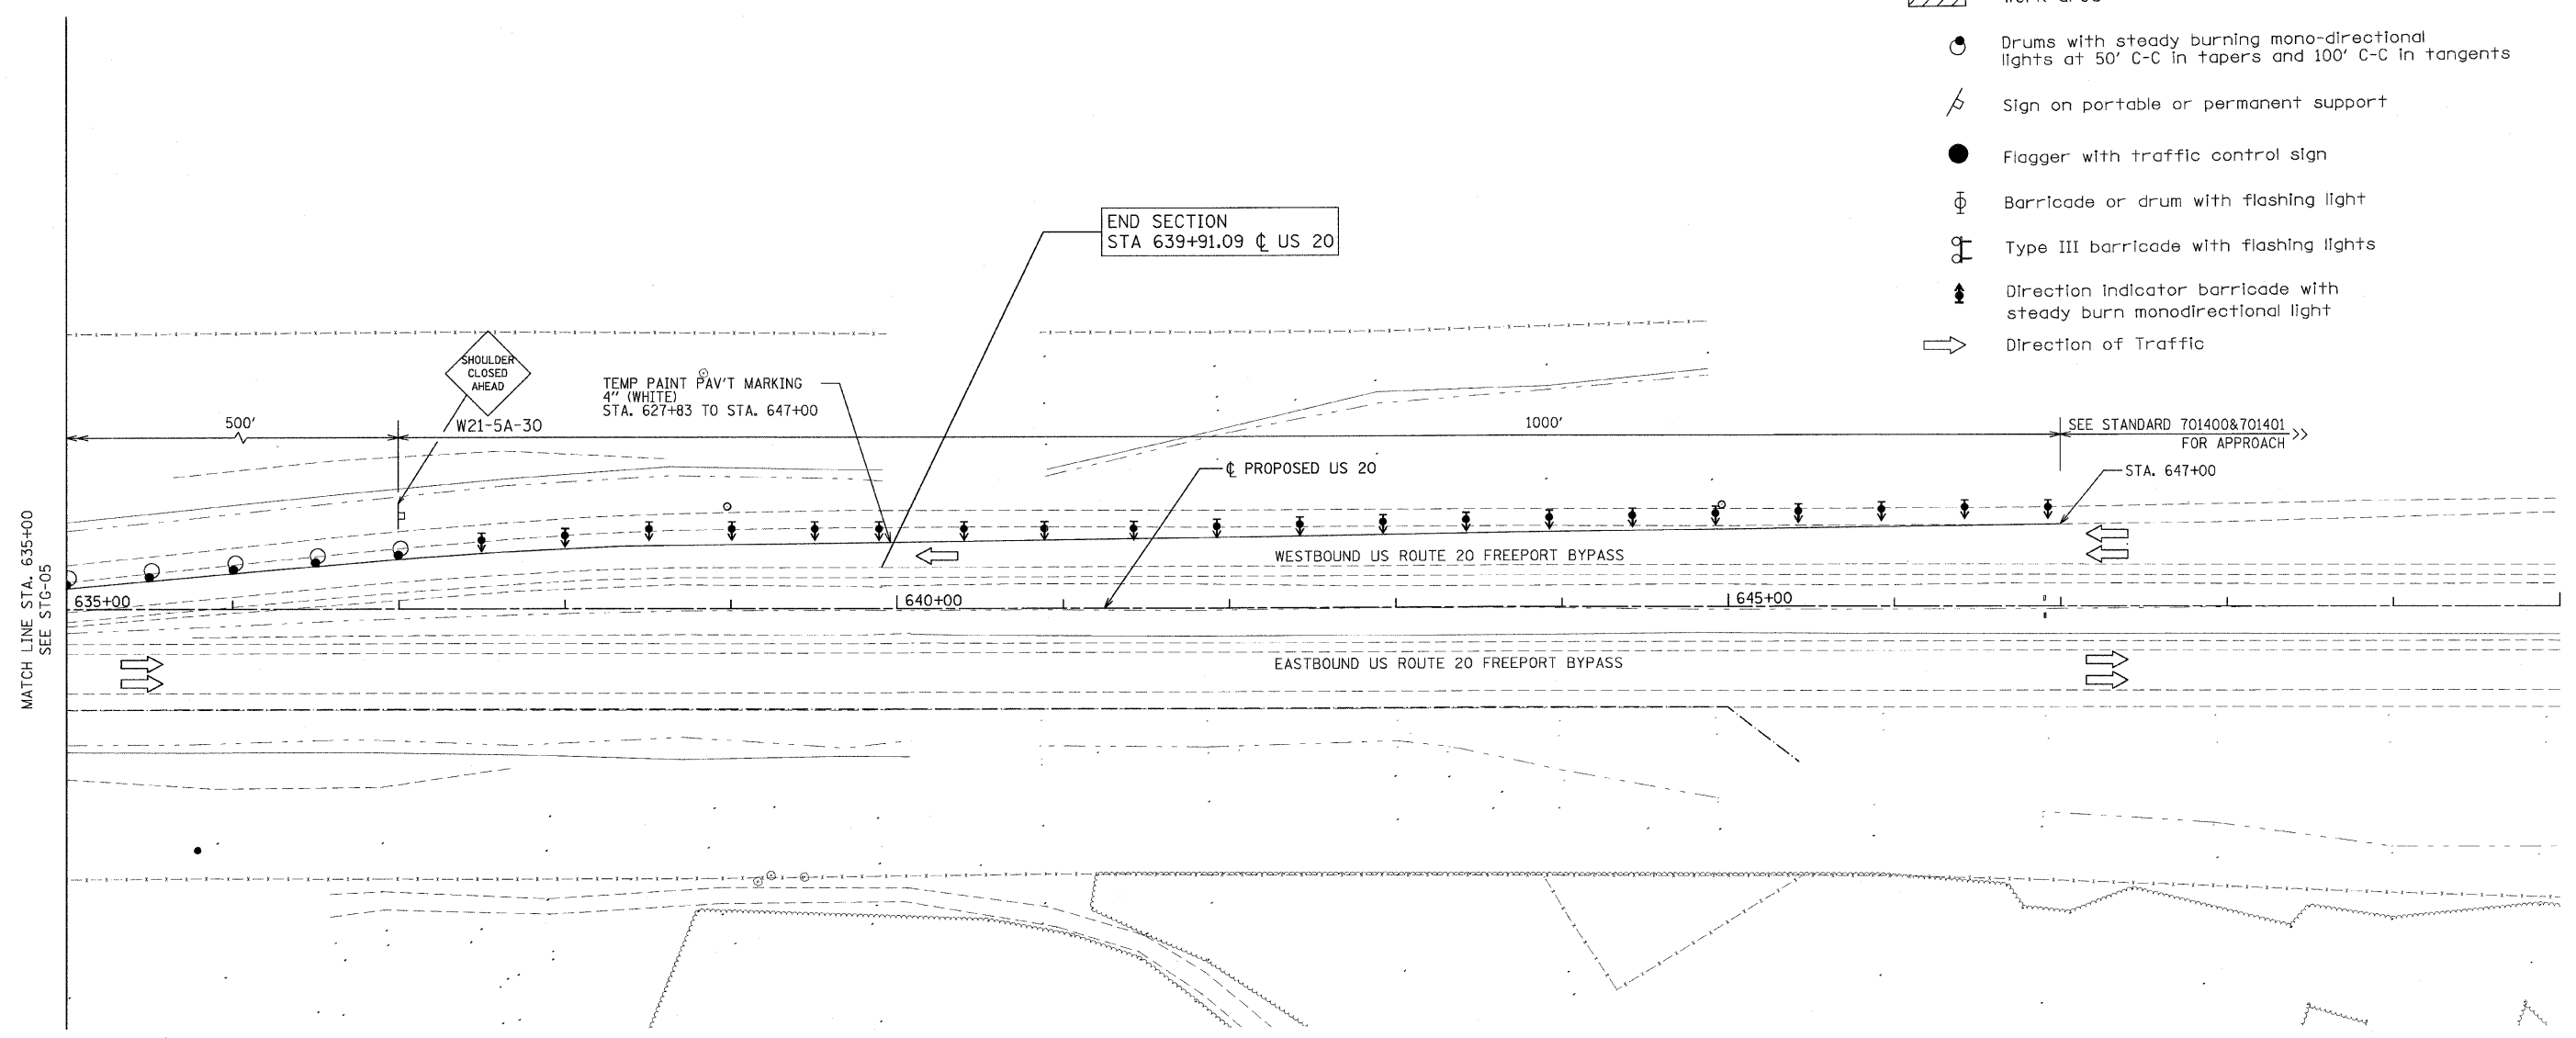 Work area
Drums with steady burning mono-directional
lights at 50' C-C in tapers and 100' C-C in tangents
Sign on portable or permanent support
Flagger with traffic control sign
Barricade or drum with flashing light
Type III barricade with flashing lights
Direction indicator barricade with
steady burn monodirectional light
Direction of Traffic
END SECTION
STA 639+91.09 ℄ US 20
SHOULDER
CLOSED
AHEAD
W21-5A-30
TEMP PAINT PAV'T MARKING
4" (WHITE)
STA. 627+83 TO STA. 647+00
500'
1000'
SEE STANDARD 701400&701401
FOR APPROACH
℄ PROPOSED US 20
STA. 647+00
WESTBOUND US ROUTE 20 FREEPORT BYPASS
635+00
640+00
645+00
EASTBOUND US ROUTE 20 FREEPORT BYPASS
MATCH LINE STA. 635+00
SEE STG-05